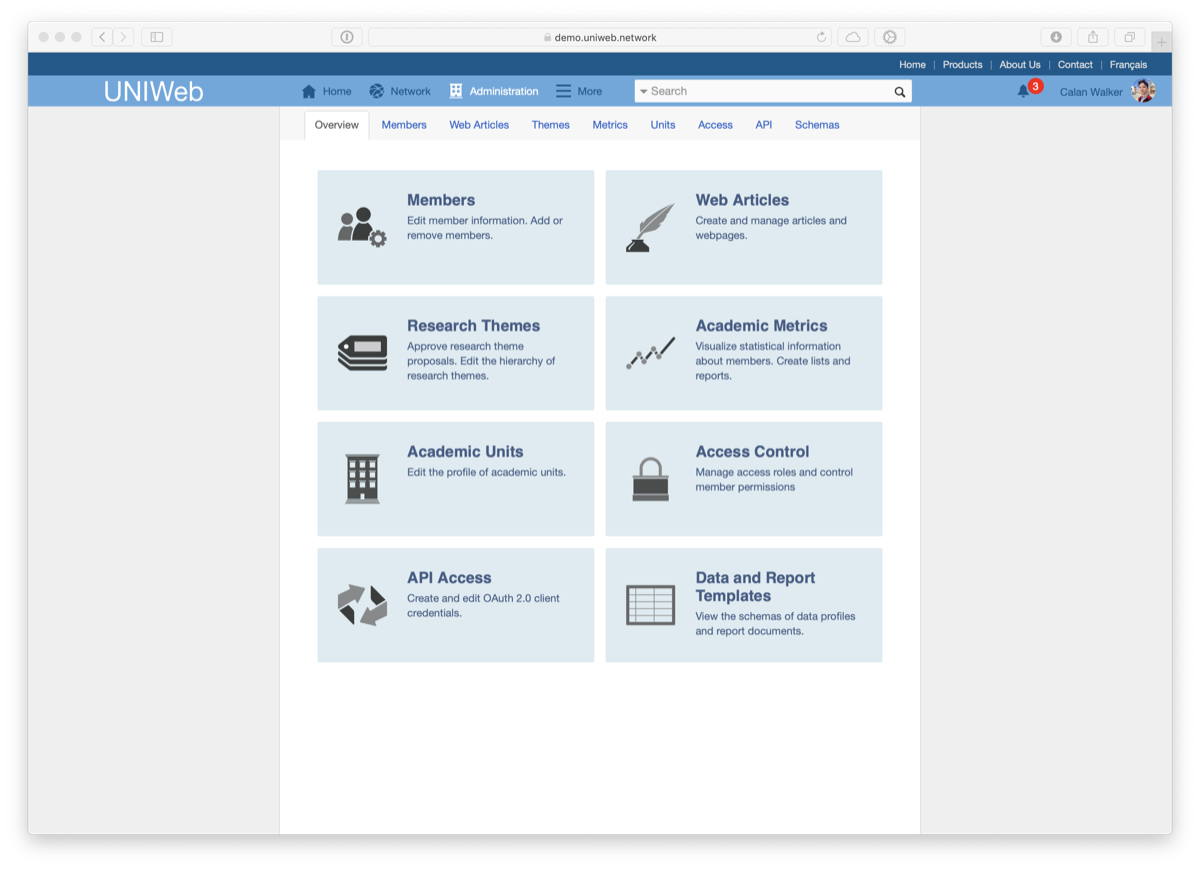 demo.uniweb.network
Home | Products | About Us | Contact | Français
UNIWeb Home Network Administration More Search 3 Calan Walker
Overview Members Web Articles Themes Metrics Units Access API Schemas
Members
Edit member information. Add or
remove members.
Web Articles
Create and manage articles and
webpages.
Research Themes
Approve research theme
proposals. Edit the hierarchy of
research themes.
Academic Metrics
Visualize statistical information
about members. Create lists and
reports.
Academic Units
Edit the profile of academic units.
Access Control
Manage access roles and control
member permissions
API Access
Create and edit OAuth 2.0 client
credentials.
Data and Report
Templates
View the schemas of data profiles
and report documents.